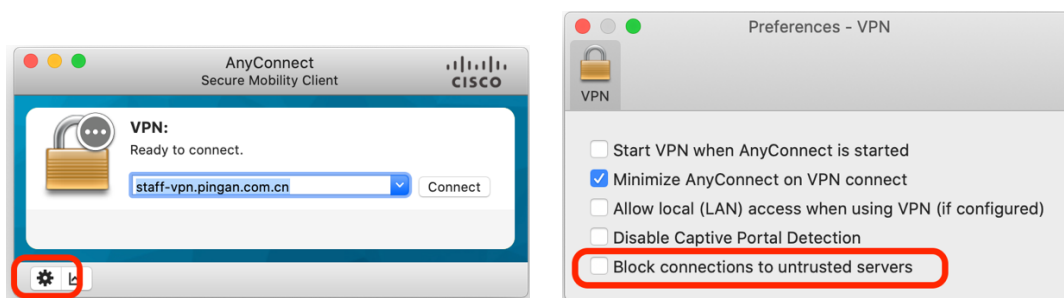 AnyConnect
Secure Mobility Client
CISCO
VPN:
Ready to connect.
staff-vpn.pingan.com.cn
Connect
Preferences - VPN
VPN
Start VPN when AnyConnect is started
Minimize AnyConnect on VPN connect
Allow local (LAN) access when using VPN (if configured)
Disable Captive Portal Detection
Block connections to untrusted servers